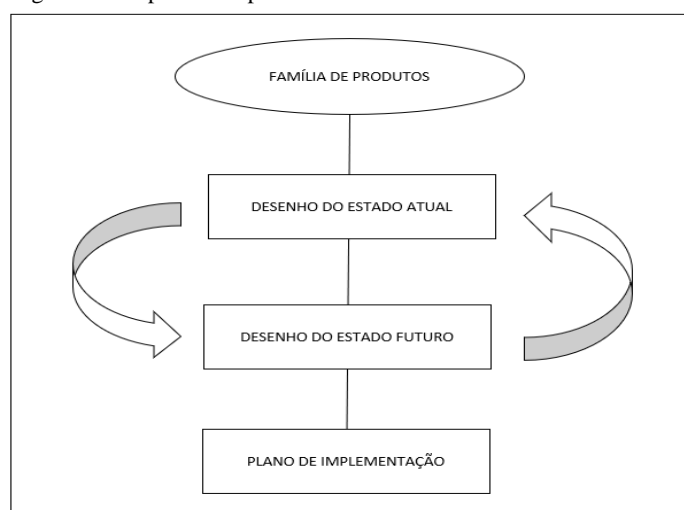 FAMÍLIA DE PRODUTOS
DESENHO DO ESTADO ATUAL
DESENHO DO ESTADO FUTURO
PLANO DE IMPLEMENTAÇÃO